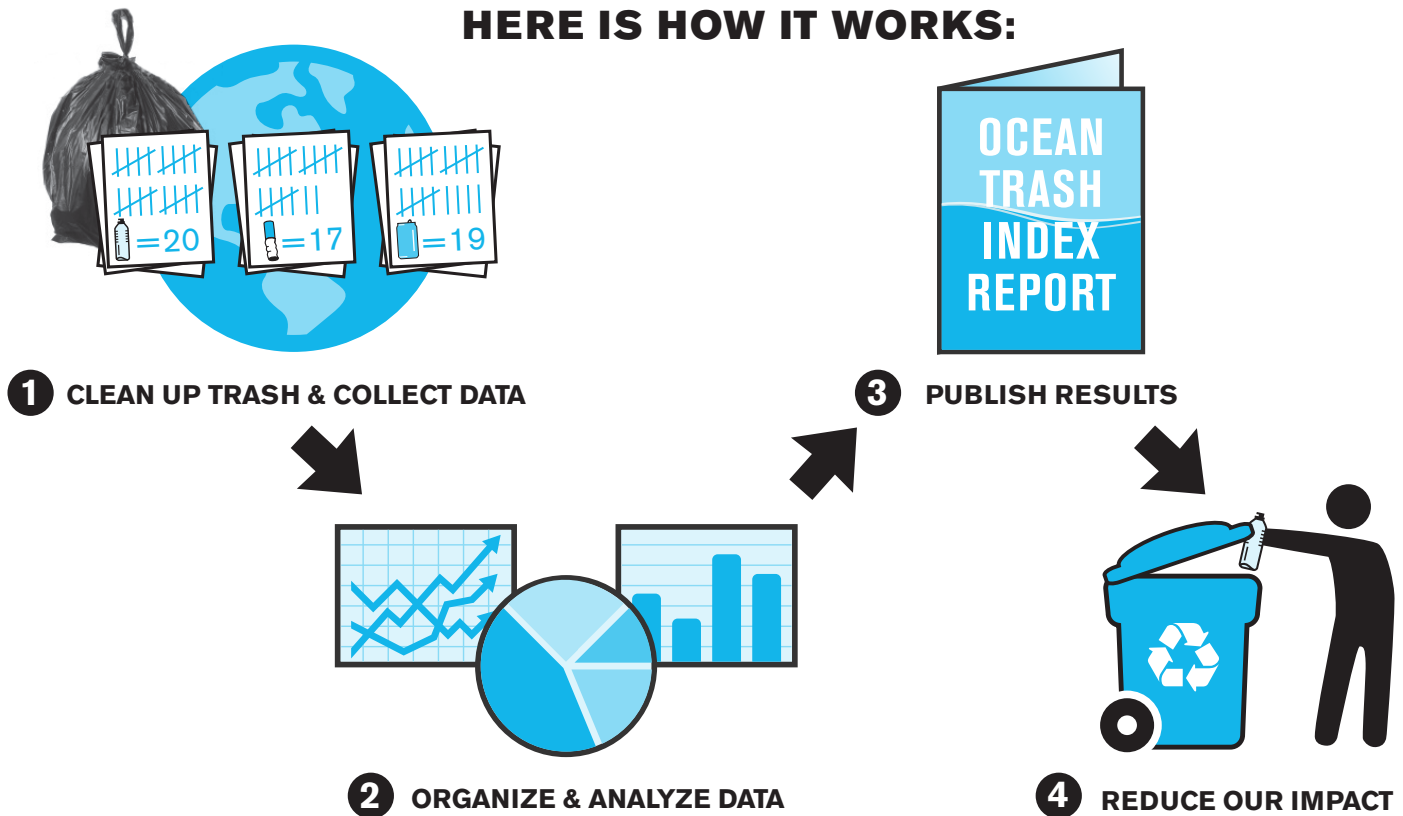 HERE IS HOW IT WORKS:
=20
=17
=19
1 CLEAN UP TRASH & COLLECT DATA
2 ORGANIZE & ANALYZE DATA
OCEAN
TRASH
INDEX
REPORT
3 PUBLISH RESULTS
4 REDUCE OUR IMPACT